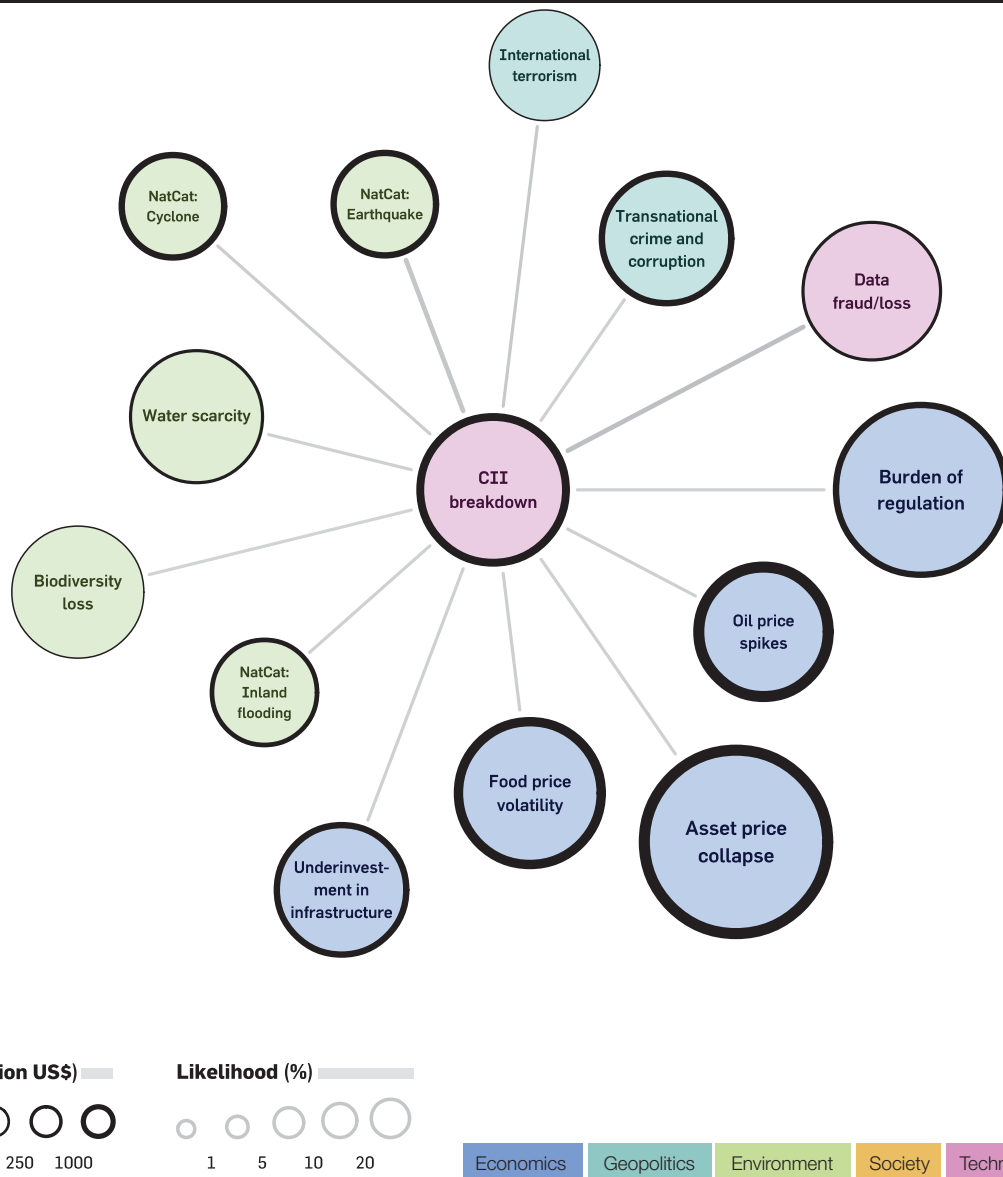 International
terrorism
NatCat:
Cyclone
NatCat:
Earthquake
Transnational
crime and
corruption
Data
fraud/loss
Water scarcity
CII
breakdown
Burden of
regulation
Biodiversity
loss
Oil price
spikes
NatCat:
Inland
flooding
Food price
volatility
Asset price
collapse
Underinvest-
ment in
infrastructure
ion US$)
Likelihood (%)
250 1000
1 5 10 20
Economics Geopolitics Environment Society Techn